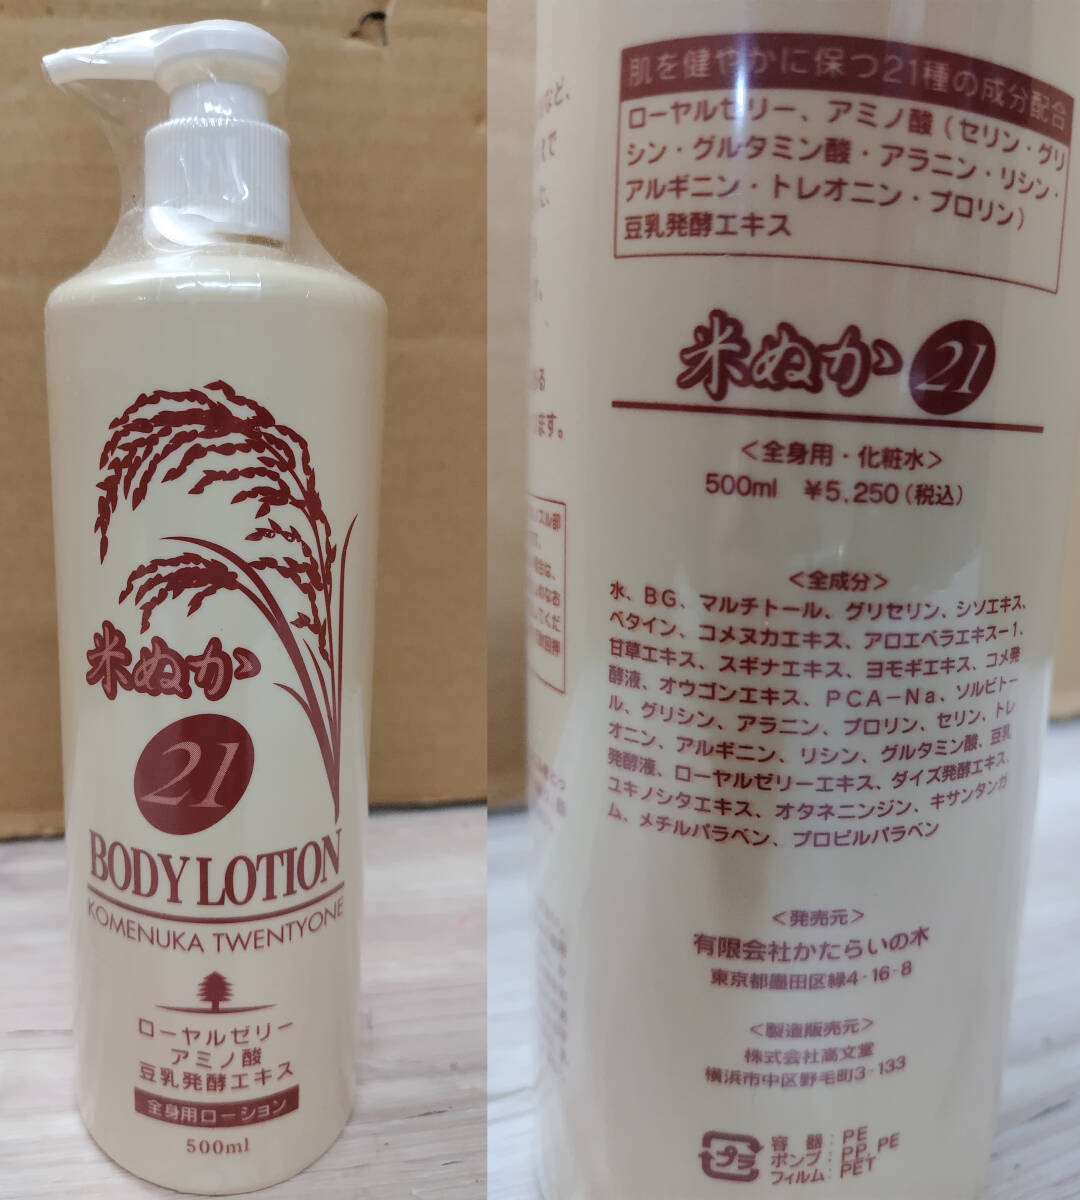 米ぬか
21
BODY LOTION
KOMENUKA TWENTYONE
ローヤルゼリー
アミノ酸
豆乳発酵エキス
全身用ローション
500ml
肌を健やかに保つ21種の成分配合
ローヤルゼリー、アミノ酸(セリン・グリ
シン・グルタミン酸・アラニン・リシン・
アルギニン・トレオニン・プロリン)
豆乳発酵エキス
米ぬか 21
<全身用・化粧水>
500ml ¥5,250(税込)
<全成分>
水、BG、マルチトール、グリセリン、シソエキス、
ベタイン、コメヌカエキス、アロエベラエキス-1、
甘草エキス、スギナエキス、ヨモギエキス、コメ発
酵液、オウゴンエキス、PCA-Na、ソルビトー
ル、グリシン、アラニン、プロリン、セリン、トレ
オニン、アルギニン、リシン、グルタミン酸、豆乳
発酵液、ローヤルゼリーエキス、ダイズ発酵エキス、
ユキノシタエキス、オタネニンジン、キサンタンガ
ム、メチルパラベン、プロピルパラベン
<発売元>
有限会社かたらいの木
東京都墨田区緑4-16-8
<製造販売元>
株式会社高文堂
横浜市中区野毛町3-133
プラ
容器:PE
ポンプ:PP, PE
フィルム:PET